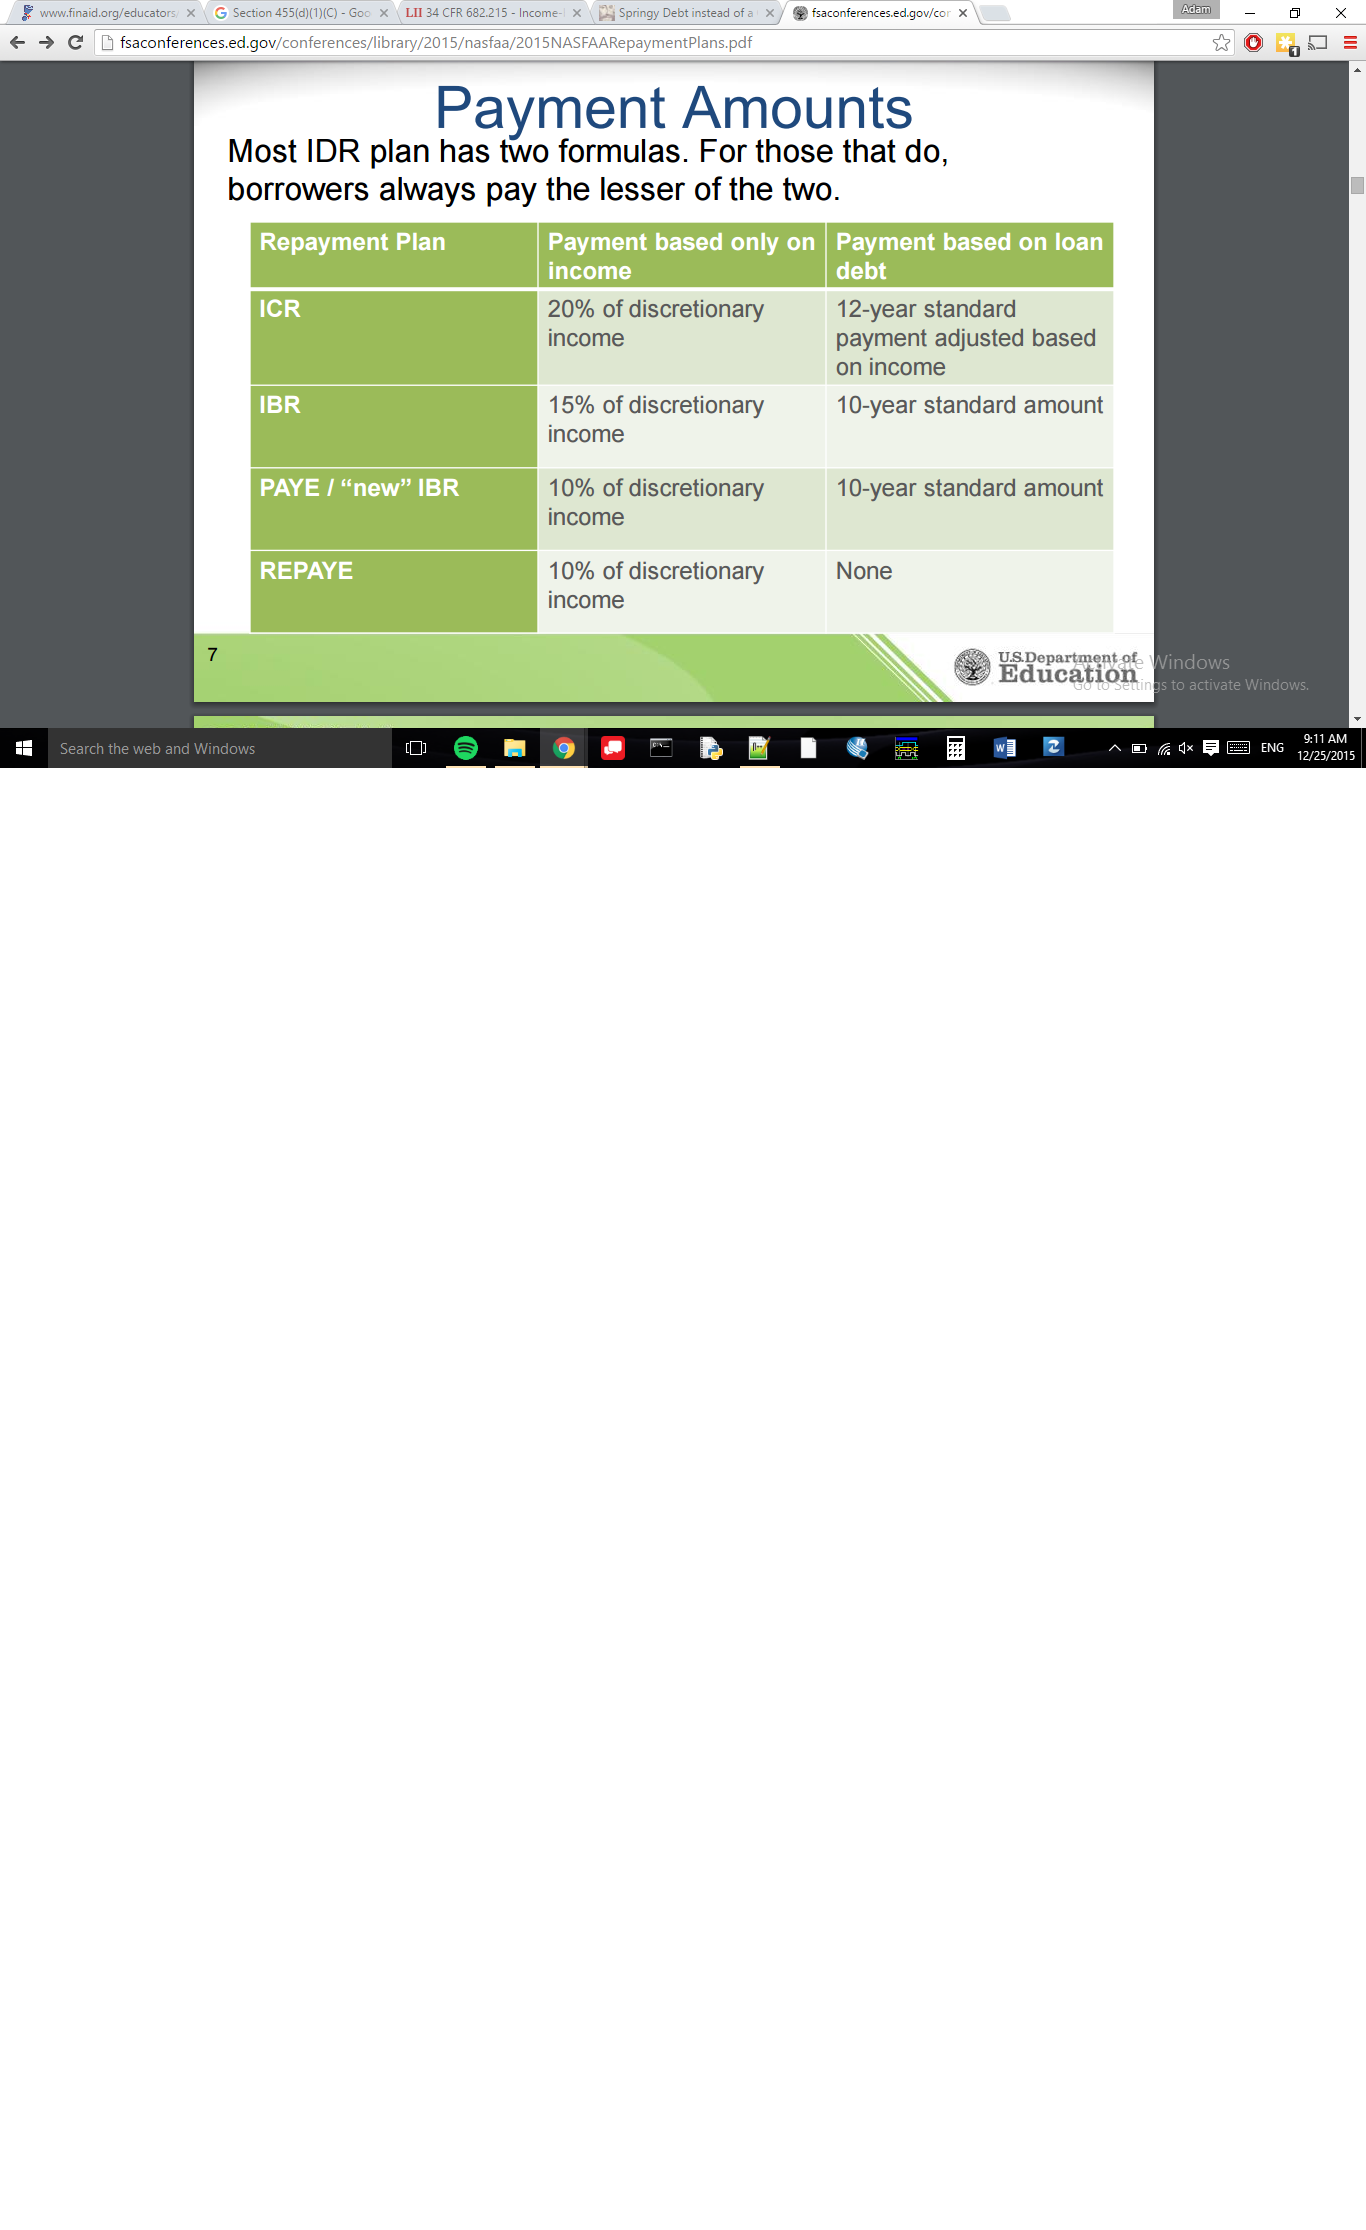 www.finaid.org/educators/
Section 455(d)(1)(C) - Goo
LII 34 CFR 682.215 - Income-
Springy Debt instead of a
fsaconferences.ed.gov/cor
Adam
fsaconferences.ed.gov/conferences/library/2015/nasfaa/2015NASFAARepaymentPlans.pdf
1
Payment Amounts
Most IDR plan has two formulas. For those that do,
borrowers always pay the lesser of the two.
Repayment Plan
Payment based only on
income
Payment based on loan
debt
ICR
20% of discretionary
income
12-year standard
payment adjusted based
on income
IBR
15% of discretionary
income
10-year standard amount
PAYE / “new” IBR
10% of discretionary
income
10-year standard amount
REPAYE
10% of discretionary
income
None
7
U.S. Department of
Education
Activate Windows
Go to Settings to activate Windows.
Search the web and Windows
ENG
9:11 AM
12/25/2015